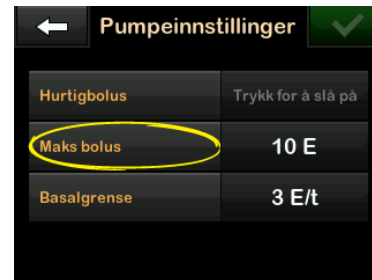 Pumpeinnstillinger
Hurtigbolus Trykk for å slå på
Maks bolus 10 E
Basalgrense 3 E/t